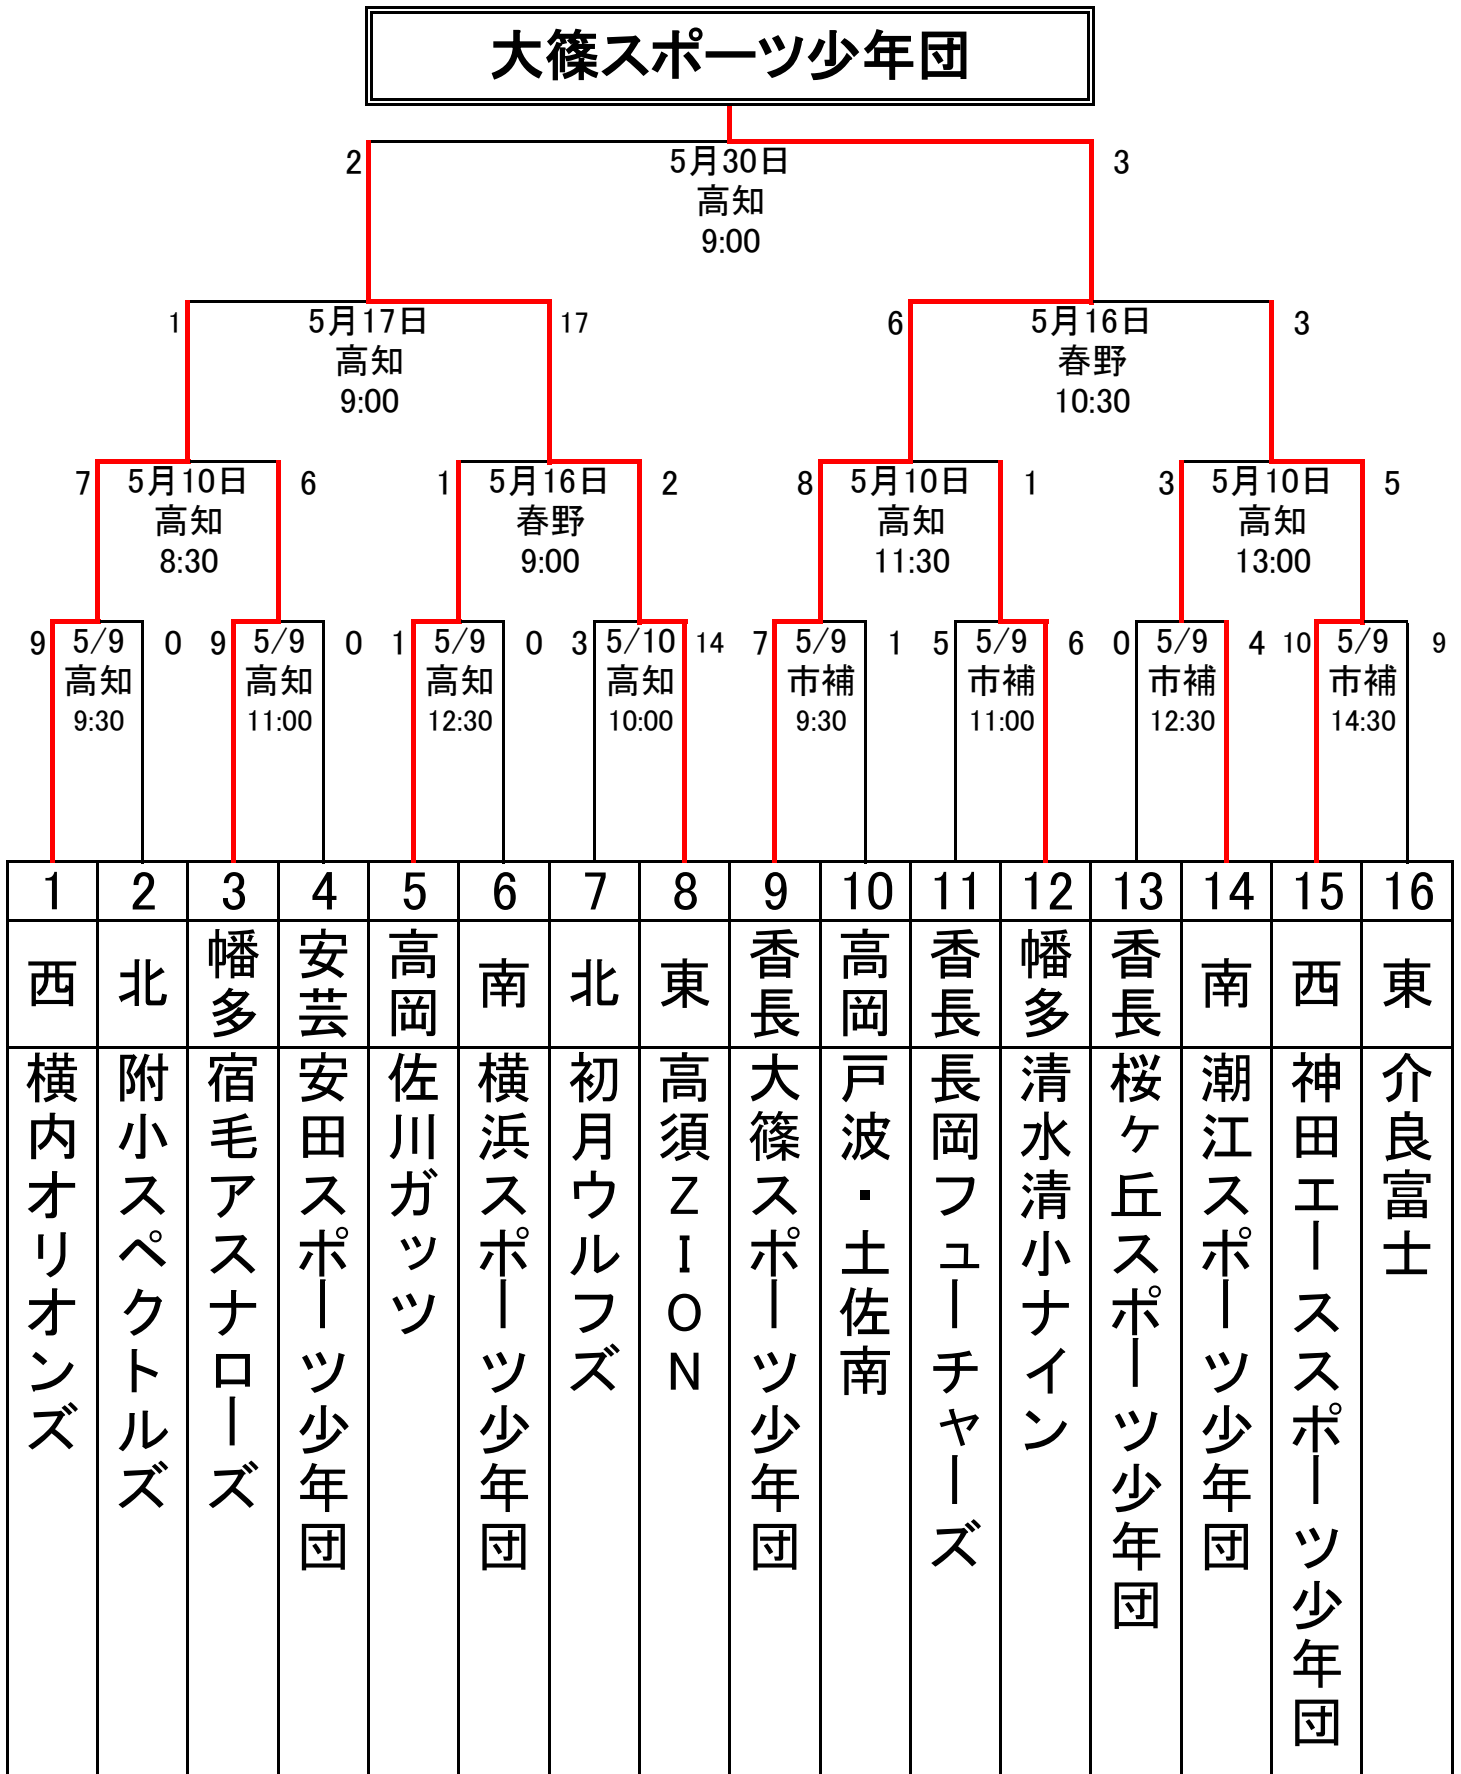 大篠スポーツ少年団
2 5月30日 3
高知
9:00
1 5月17日 17 6 5月16日 3
高知 春野
9:00 10:30
7 5月10日 6 1 5月16日 2 8 5月10日 1 3 5月10日 5
高知 春野 高知 高知
8:30 9:00 11:30 13:00
9 5/9 0 9 5/9 0 1 5/9 0 3 5/10 14 7 5/9 1 5 5/9 6 0 5/9 4 10 5/9 9
高知 高知 高知 高知 市補 市補 市補 市補
9:30 11:00 12:30 10:00 9:30 11:00 12:30 14:30
1 2 3 4 5 6 7 8 9 10 11 12 13 14 15 16
西 北 幡多 安芸 高岡 南 北 東 香長 高岡 香長 幡多 香長 南 西 東
横内オリオンズ
附小スペクトルズ
宿毛アスナローズ
安田スポーツ少年団
佐川ガッツ
横浜スポーツ少年団
初月ウルフズ
高須ZION
大篠スポーツ少年団
戸波・土佐南
長岡フューチャーズ
清水清小ナイン
桜ヶ丘スポーツ少年団
潮江スポーツ少年団
神田エーススポーツ少年団
介良富士